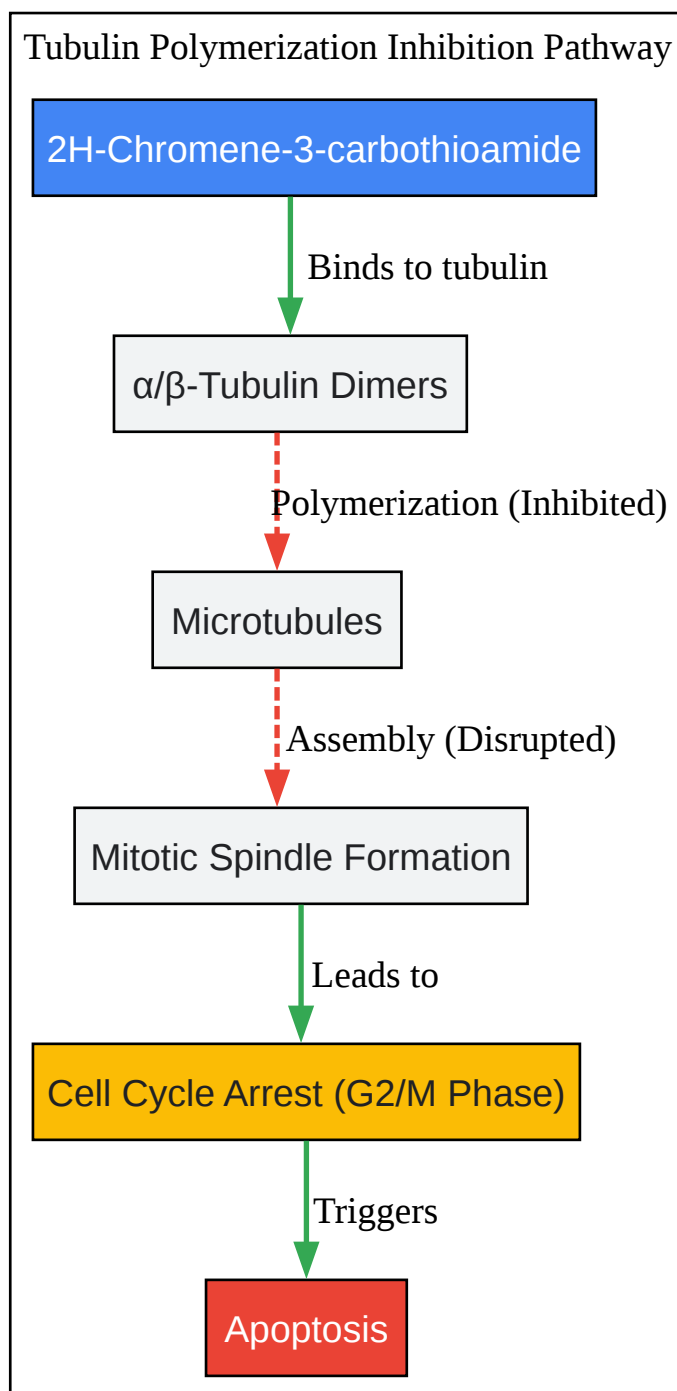 Tubulin Polymerization Inhibition Pathway
2H-Chromene-3-carbothioamide
Binds to tubulin
α/β-Tubulin Dimers
Polymerization (Inhibited)
Microtubules
Assembly (Disrupted)
Mitotic Spindle Formation
Leads to
Cell Cycle Arrest (G2/M Phase)
Triggers
Apoptosis